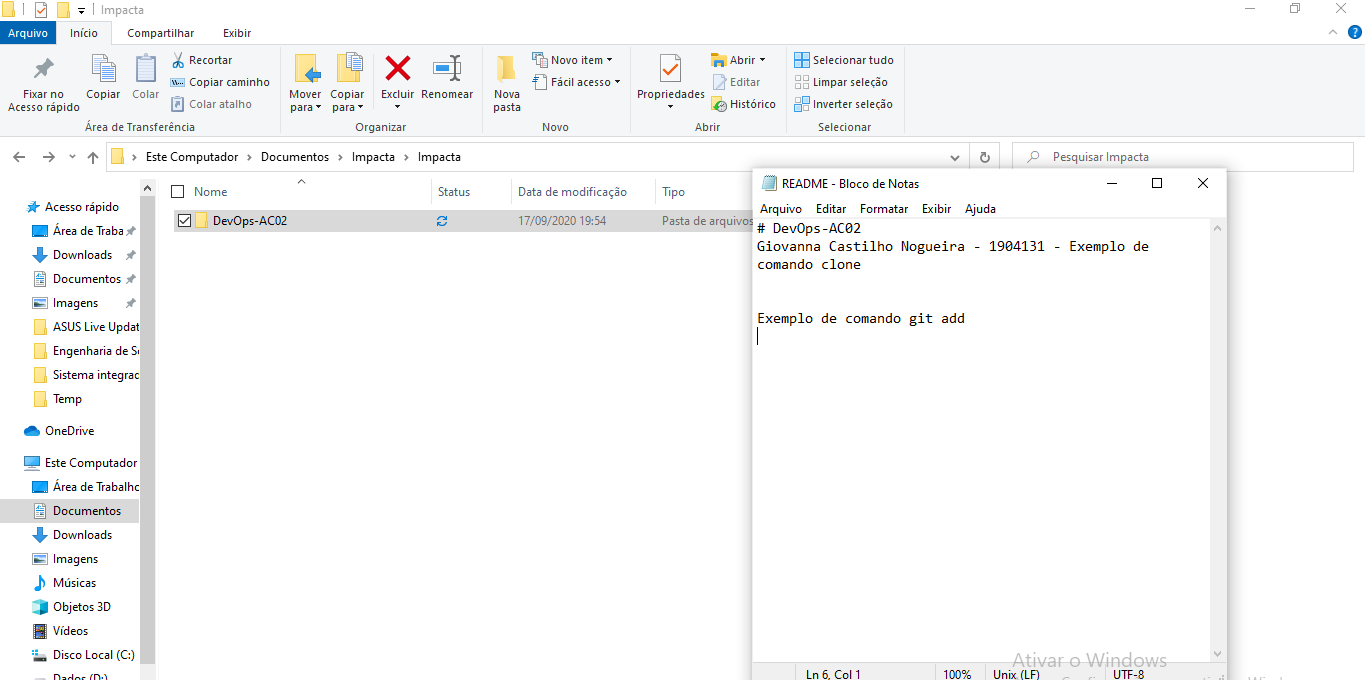 Impacta
Arquivo Início Compartilhar Exibir
Fixar no Acesso rápido
Copiar
Colar
Recortar
Copiar caminho
Colar atalho
Área de Transferência
Mover para
Copiar para
Excluir
Renomear
Organizar
Nova pasta
Novo item
Fácil acesso
Novo
Propriedades
Abrir
Editar
Histórico
Abrir
Selecionar tudo
Limpar seleção
Inverter seleção
Selecionar
Este Computador > Documentos > Impacta > Impacta
Pesquisar Impacta
Nome Status Data de modificação Tipo
DevOps-AC02 17/09/2020 19:54 Pasta de arquivos
Acesso rápido
Área de Traba
Downloads
Documentos
Imagens
ASUS Live Updat
Engenharia de S
Sistema integrac
Temp
OneDrive
Este Computador
Área de Trabalho
Documentos
Downloads
Imagens
Músicas
Objetos 3D
Vídeos
Disco Local (C:)
Dados (D:)
README - Bloco de Notas
Arquivo Editar Formatar Exibir Ajuda
# DevOps-AC02
Giovanna Castilho Nogueira - 1904131 - Exemplo de
comando clone
Exemplo de comando git add
Ativar o Windows
Ln 6, Col 1 100% Unix (LF) UTF-8